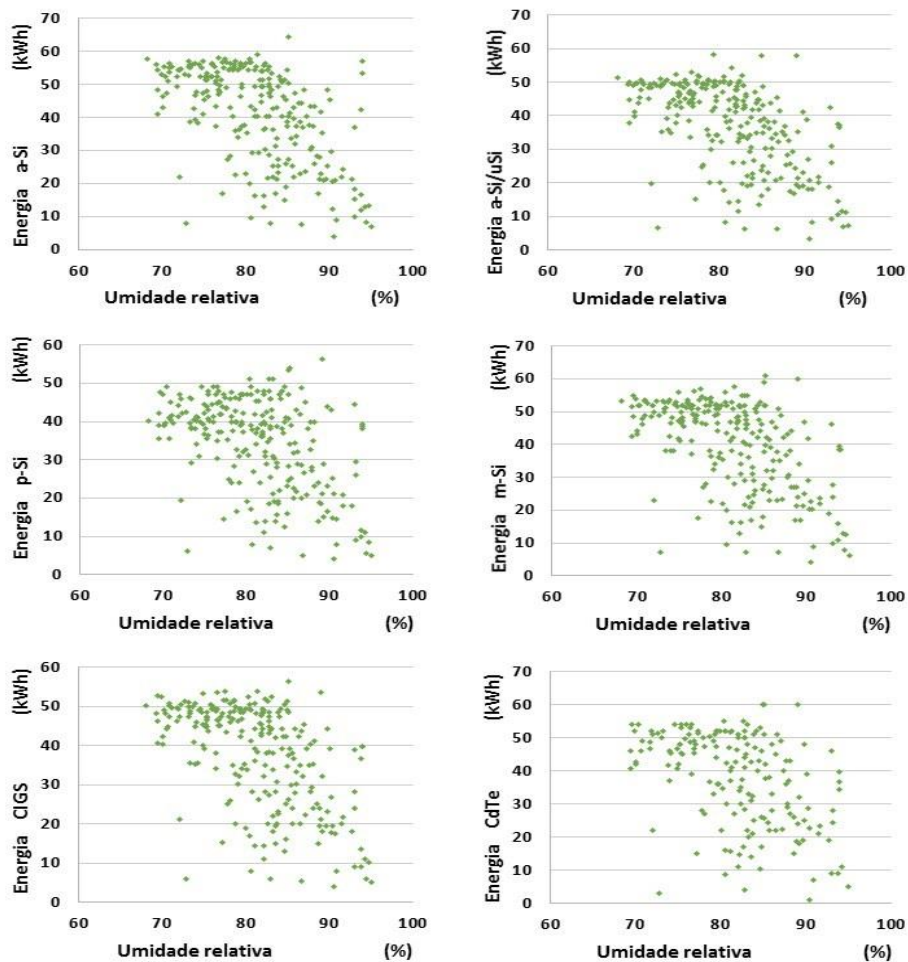 Energia a-Si (kWh)
70
60
50
40
30
20
10
0
60 70 80 90 100
Umidade relativa (%)
Energia a-Si/uSi (kWh)
70
60
50
40
30
20
10
0
60 70 80 90 100
Umidade relativa (%)
Energia p-Si (kWh)
60
50
40
30
20
10
0
60 70 80 90 100
Umidade relativa (%)
Energia m-Si (kWh)
70
60
50
40
30
20
10
0
60 70 80 90 100
Umidade relativa (%)
Energia CIGS (kWh)
60
50
40
30
20
10
0
60 70 80 90 100
Umidade relativa (%)
Energia CdTe (kWh)
70
60
50
40
30
20
10
0
60 70 80 90 100
Umidade relativa (%)